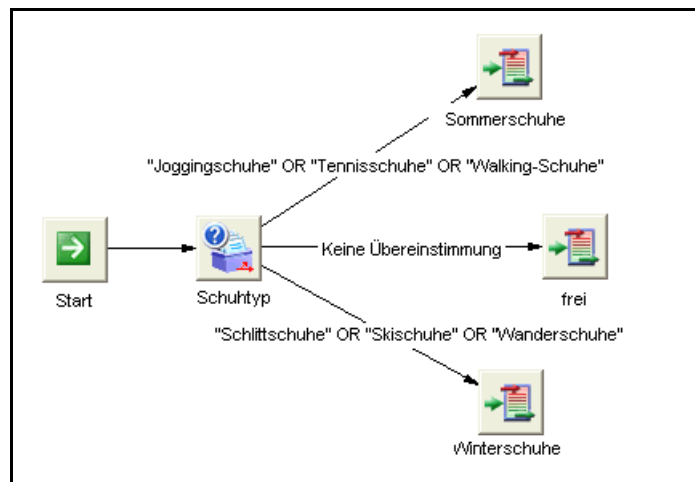 Sommerschuhe
"Joggingschuhe" OR "Tennisschuhe" OR "Walking-Schuhe"
Start
Schuhtyp
Keine Übereinstimmung
frei
"Schlittschuhe" OR "Skischuhe" OR "Wanderschuhe"
Winterschuhe